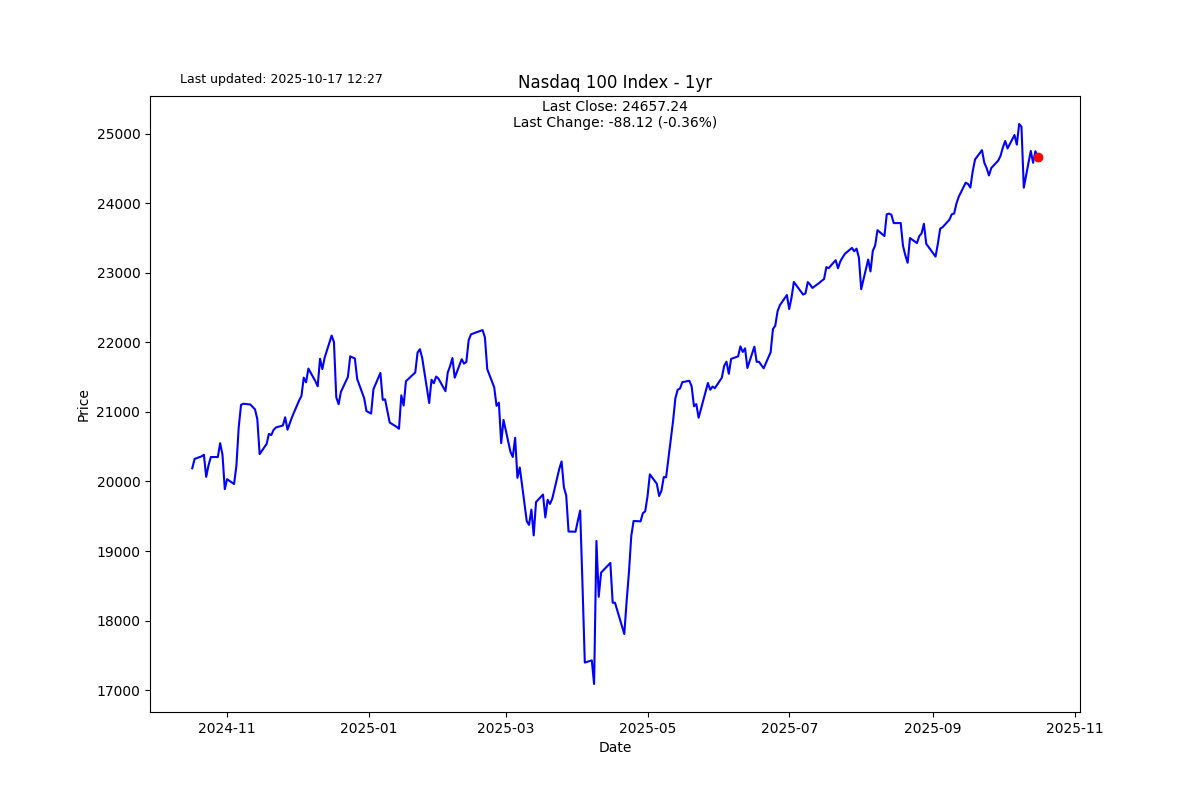 Last updated: 2025-10-17 12:27
Nasdaq 100 Index - 1yr
Last Close: 24657.24
Last Change: -88.12 (-0.36%)
Price
25000
24000
23000
22000
21000
20000
19000
18000
17000
2024-11 2025-01 2025-03 2025-05 2025-07 2025-09 2025-11
Date